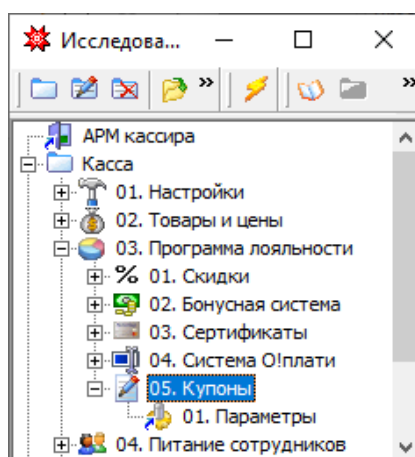 Исследова...
АРМ кассира
Касса
01. Настройки
02. Товары и цены
03. Программа лояльности
01. Скидки
02. Бонусная система
03. Сертификаты
04. Система О!плати
05. Купоны
01. Параметры
04. Питание сотрудников